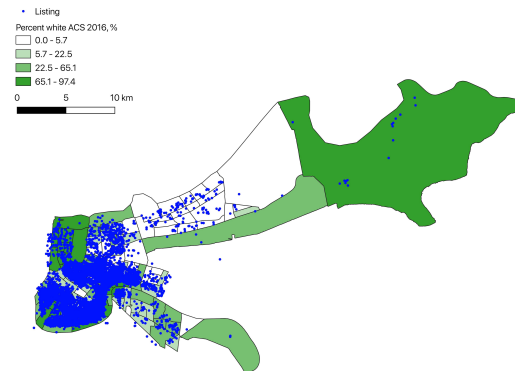 Listing
Percent white ACS 2016, %
0.0 - 5.7
5.7 - 22.5
22.5 - 65.1
65.1 - 97.4
0 5 10 km